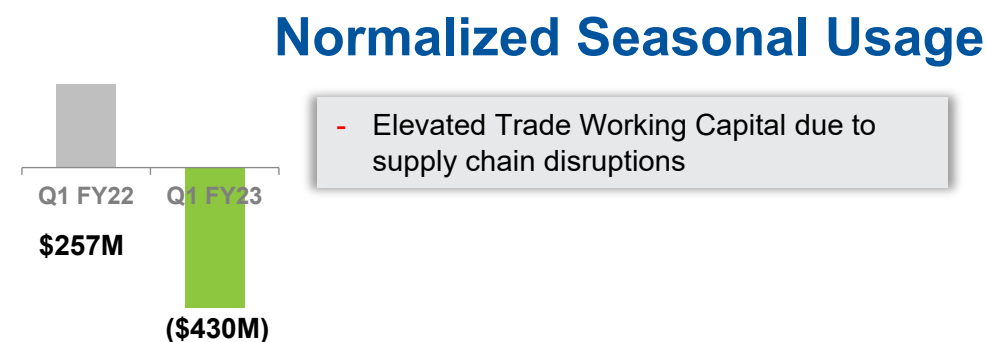 Normalized Seasonal Usage
- Elevated Trade Working Capital due to
supply chain disruptions
Q1 FY22 Q1 FY23
$257M
($430M)